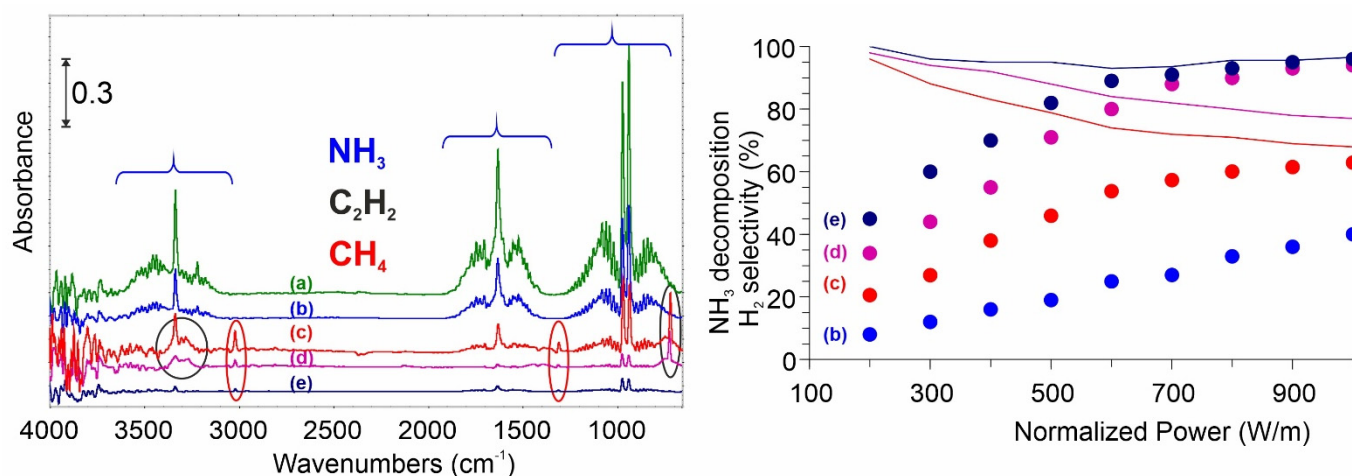 0.3
Absorbance
NH₃
C₂H₂
CH₄
(a)
(b)
(c)
(d)
(e)
4000 3500 3000 2500 2000 1500 1000
Wavenumbers (cm⁻¹)
NH₃ decomposition
H₂ selectivity (%)
100
80
60
40
20
0
(e)
(d)
(c)
(b)
100 300 500 700 900
Normalized Power (W/m)